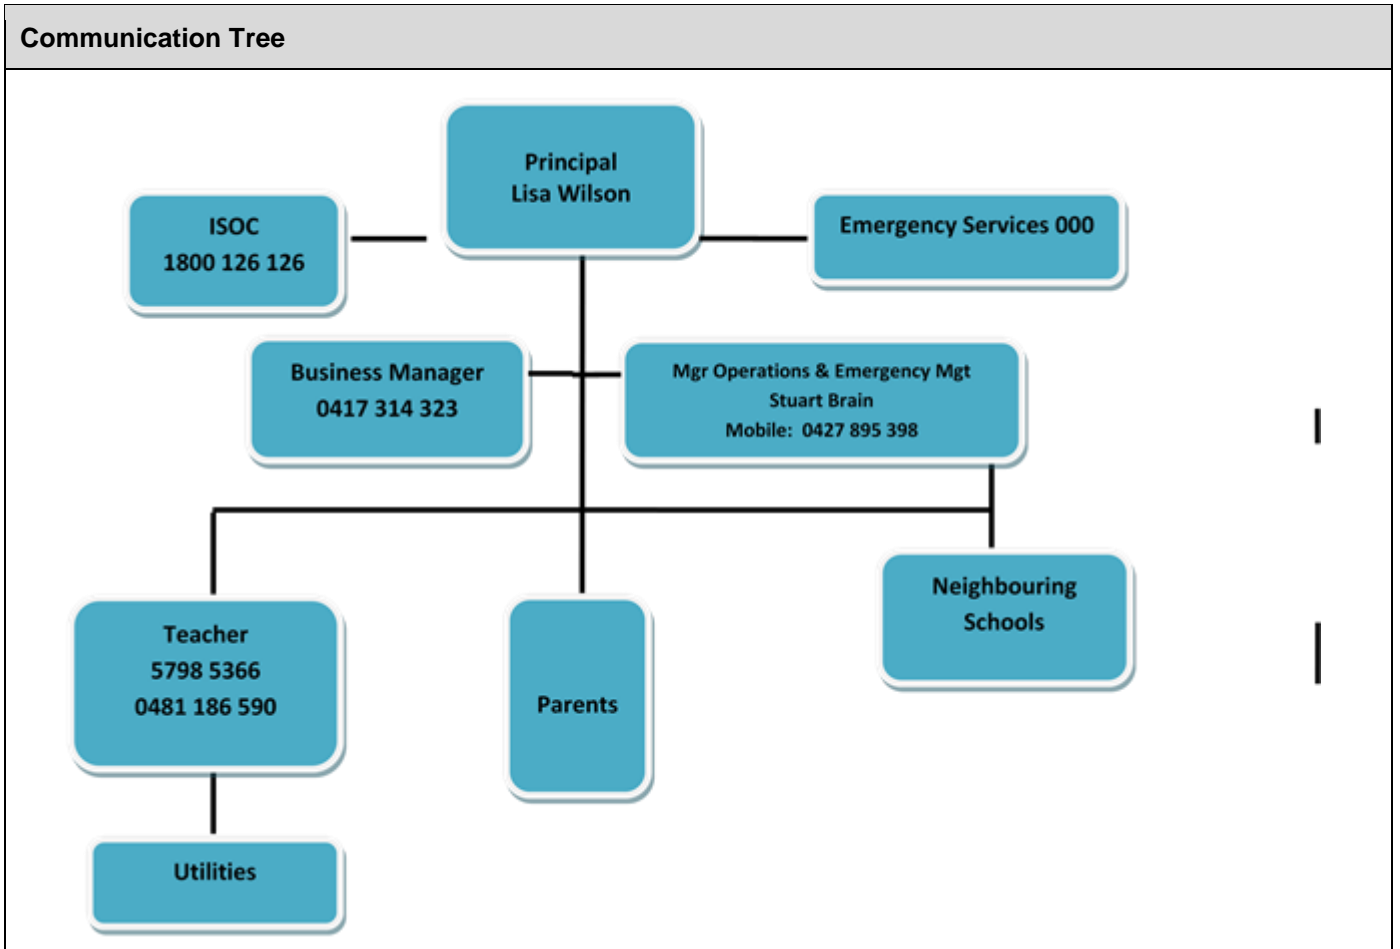 Communication Tree
Principal
Lisa Wilson
ISOC
1800 126 126
Emergency Services 000
Business Manager
0417 314 323
Mgr Operations & Emergency Mgt
Stuart Brain
Mobile: 0427 895 398
Teacher
5798 5366
0481 186 590
Parents
Neighbouring
Schools
Utilities